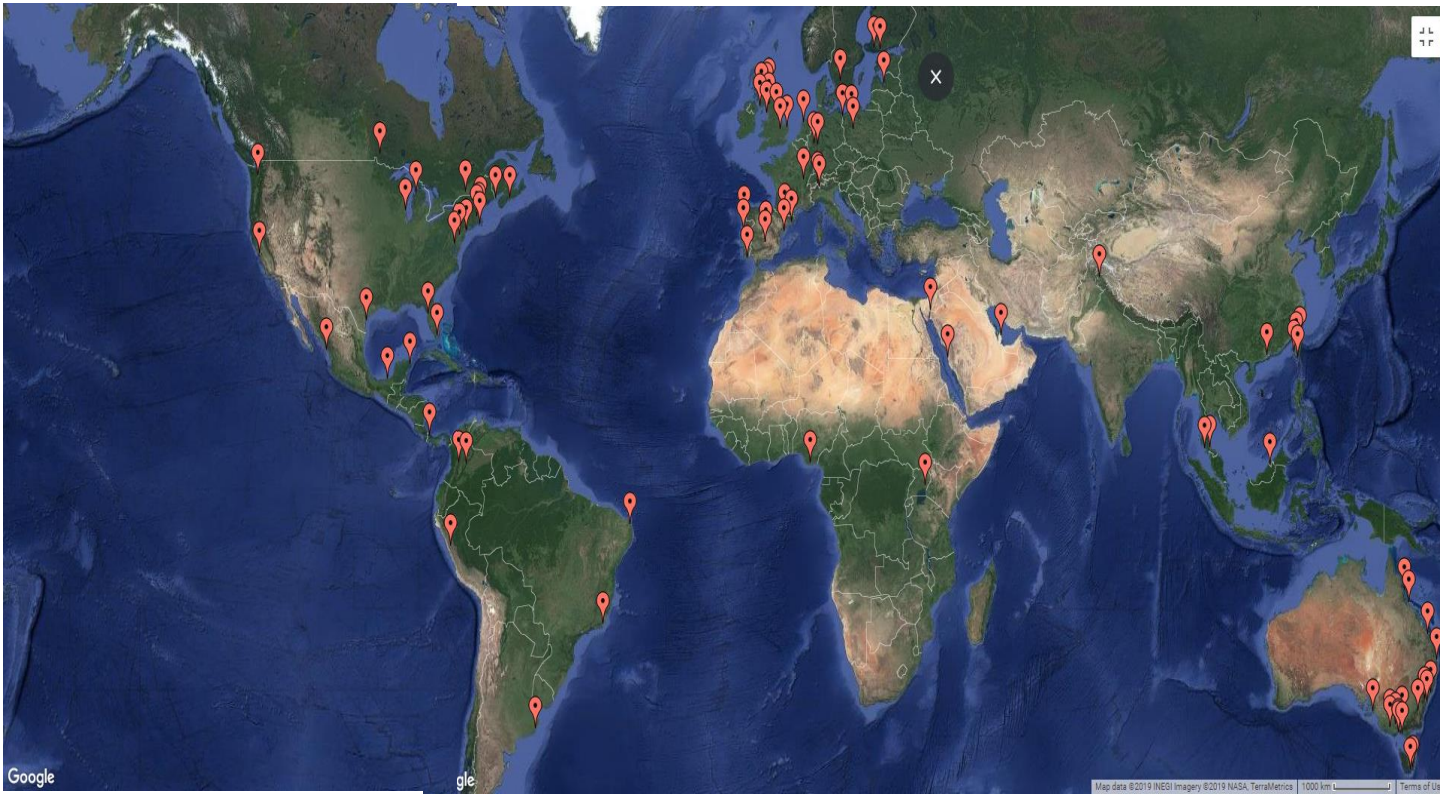 X
Google
gle
Map data ©2019 INEGI Imagery ©2019 NASA, TerraMetrics
1000 km
Terms of Us